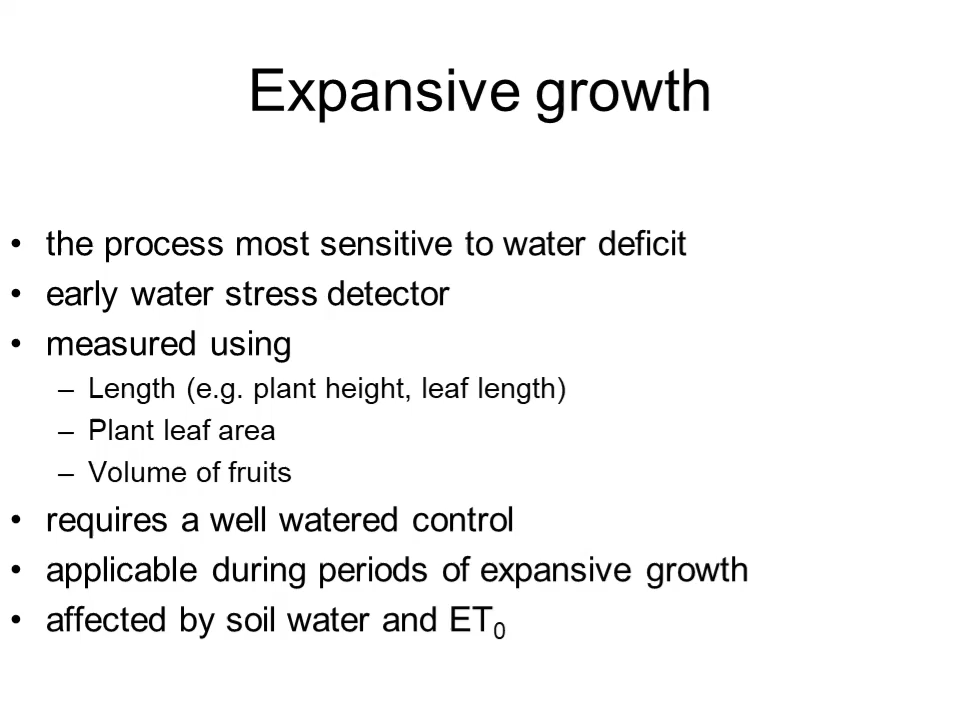 Expansive growth
• the process most sensitive to water deficit
• early water stress detector
• measured using
– Length (e.g. plant height, leaf length)
– Plant leaf area
– Volume of fruits
• requires a well watered control
• applicable during periods of expansive growth
• affected by soil water and ET₀